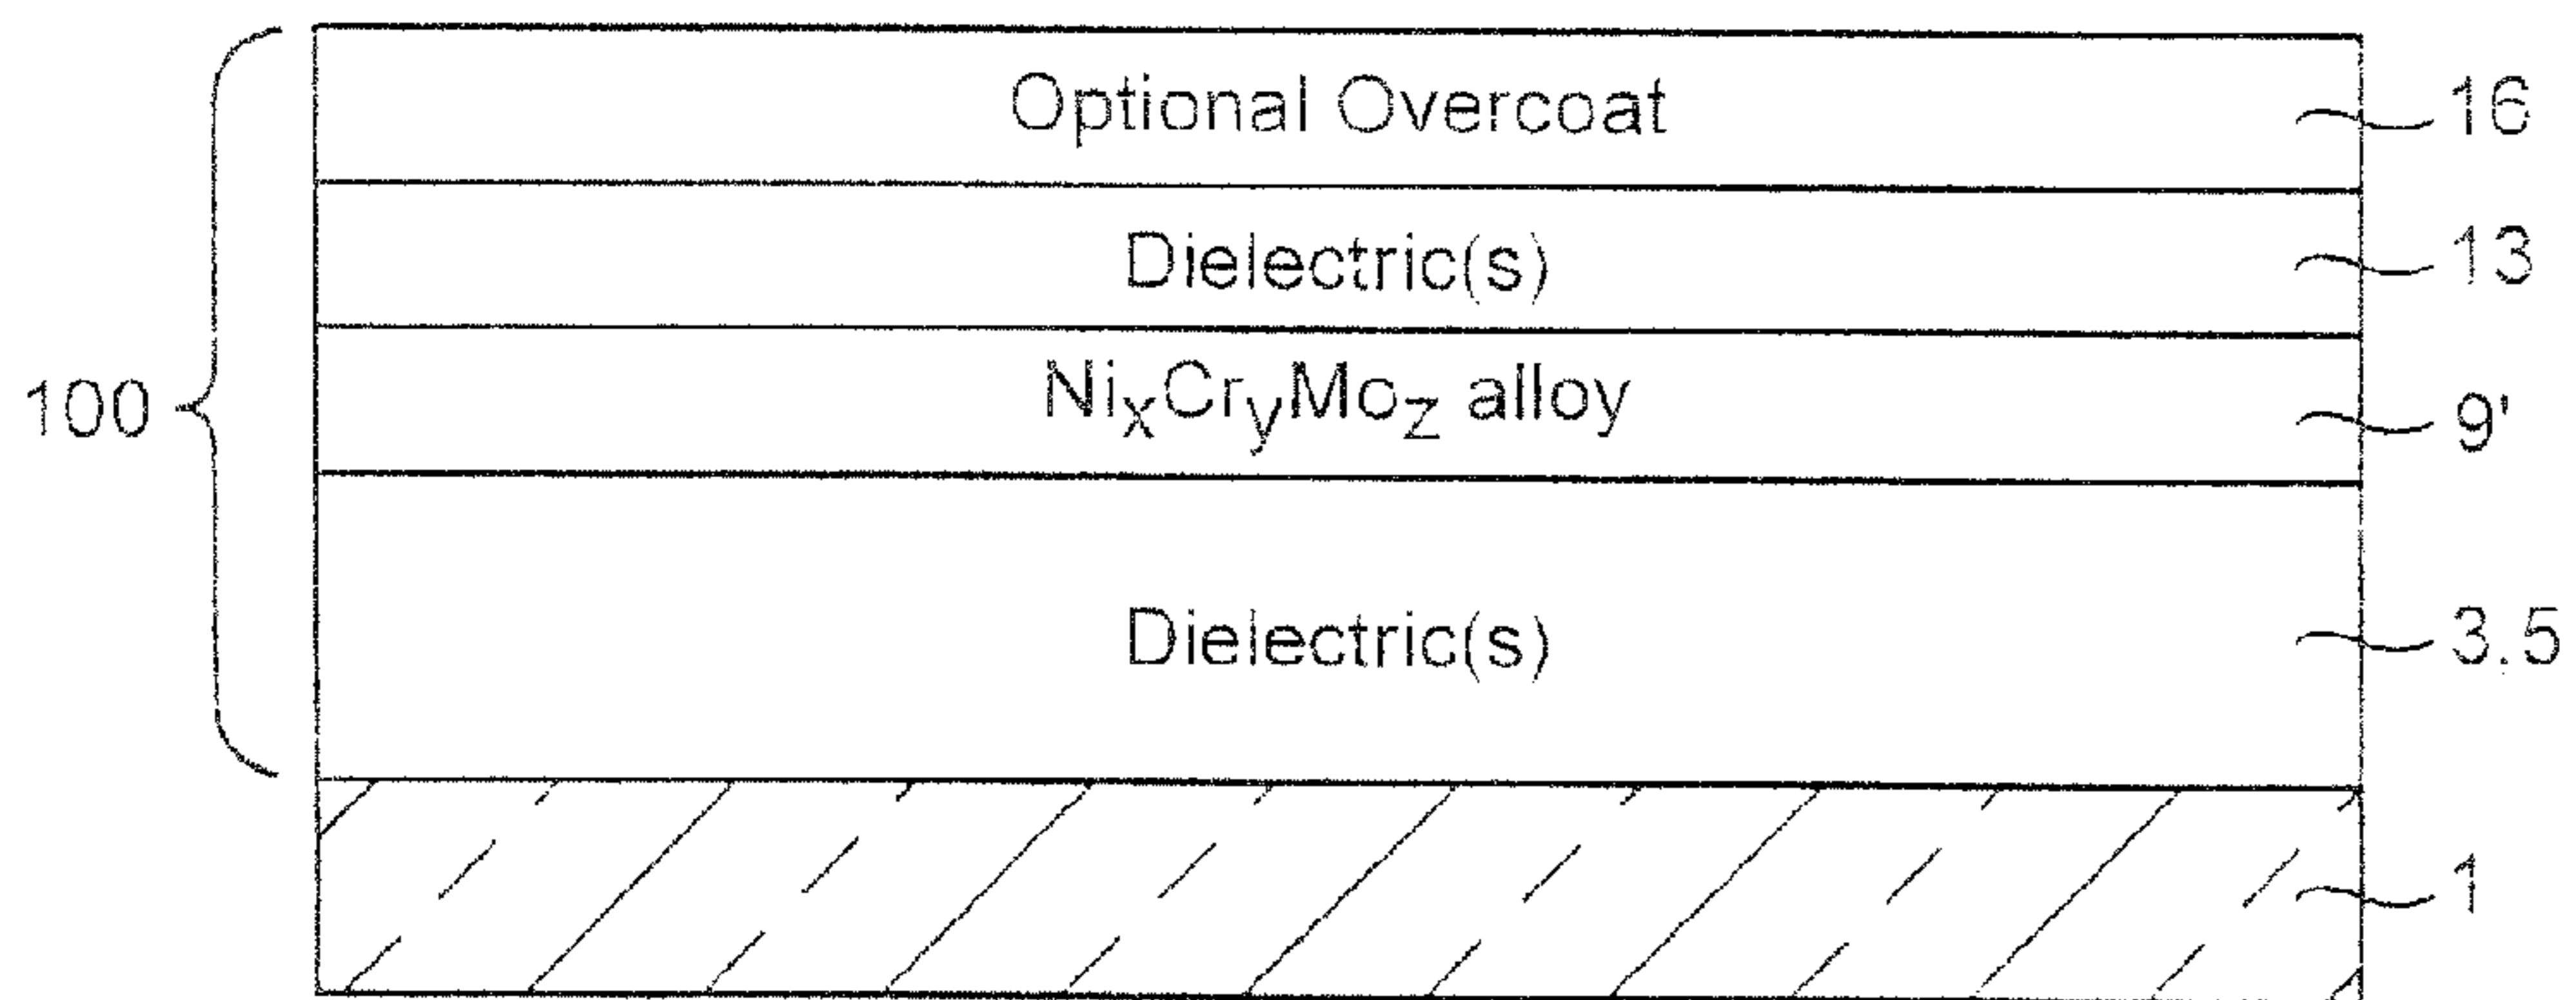 Optional Overcoat 16
Dielectric(s) 13
100
NixCryMoz alloy 9'
Dielectric(s) 3.5
1